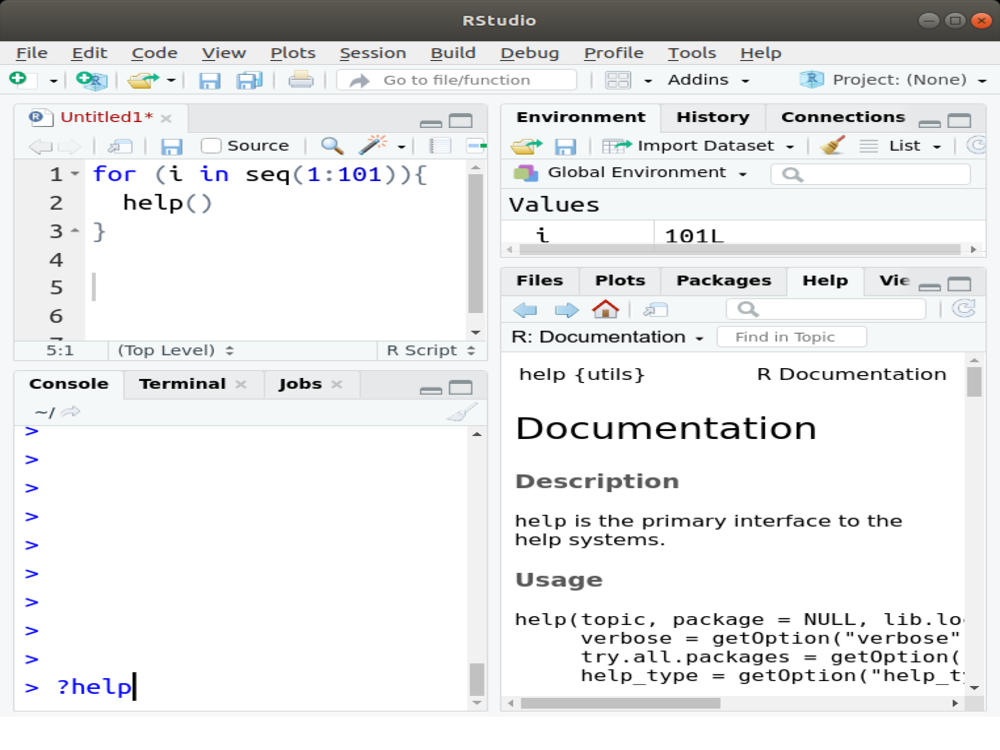 RStudio
File Edit Code View Plots Session Build Debug Profile Tools Help
Go to file/function Addins Project: (None)
Untitled1*
Source
1 for (i in seq(1:101)){
2 help()
3 }
4
5
6
5:1 (Top Level) R Script
Console Terminal Jobs
~/
>
>
>
>
>
>
>
>
>
> ?help
Environment History Connections
Import Dataset List
Global Environment
Values
i 101L
Files Plots Packages Help Vie
R: Documentation Find in Topic
help {utils} R Documentation
Documentation
Description
help is the primary interface to the
help systems.
Usage
help(topic, package = NULL, lib.lo
verbose = getOption("verbose"
try.all.packages = getOption(
help_type = getOption("help_t